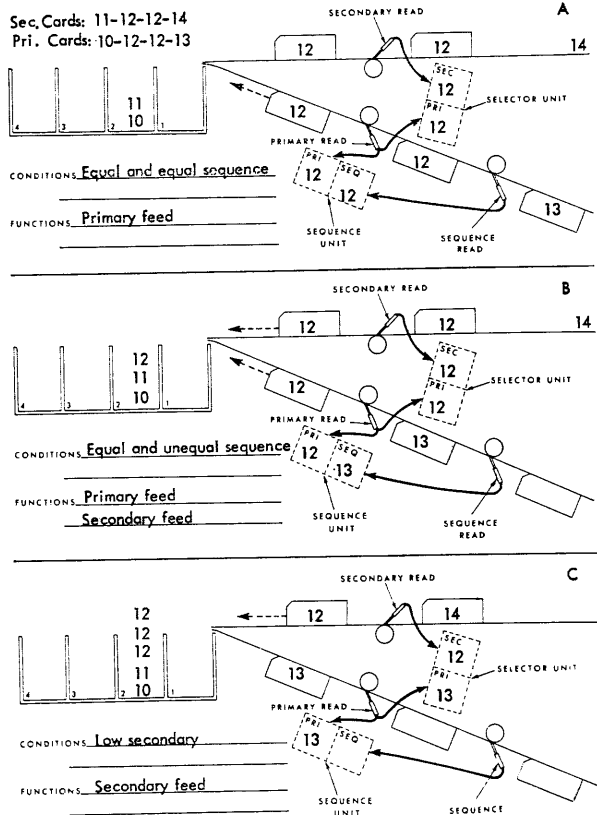 Sec. Cards: 11-12-12-14
Pri. Cards: 10-12-12-13
A
SECONDARY READ
12
12
14
SEC
12
SELECTOR UNIT
PRI
12
12
PRIMARY READ
12
PRI
12
SEQ
12
13
SEQUENCE
UNIT
SEQUENCE
READ
11
10
4
3
2
1
CONDITIONS Equal and equal sequence
FUNCTIONS Primary feed
B
SECONDARY READ
12
12
14
SEC
12
SELECTOR UNIT
PRI
12
12
PRIMARY READ
13
PRI
12
SEQ
13
SEQUENCE
UNIT
SEQUENCE
READ
12
11
10
4
3
2
1
CONDITIONS Equal and unequal sequence
FUNCTIONS Primary feed
Secondary feed
C
SECONDARY READ
12
14
SEC
12
SELECTOR UNIT
PRI
13
13
PRIMARY READ
PRI
13
SEQ
SEQUENCE
UNIT
SEQUENCE
12
12
12
11
10
4
3
2
1
CONDITIONS Low secondary
FUNCTIONS Secondary feed